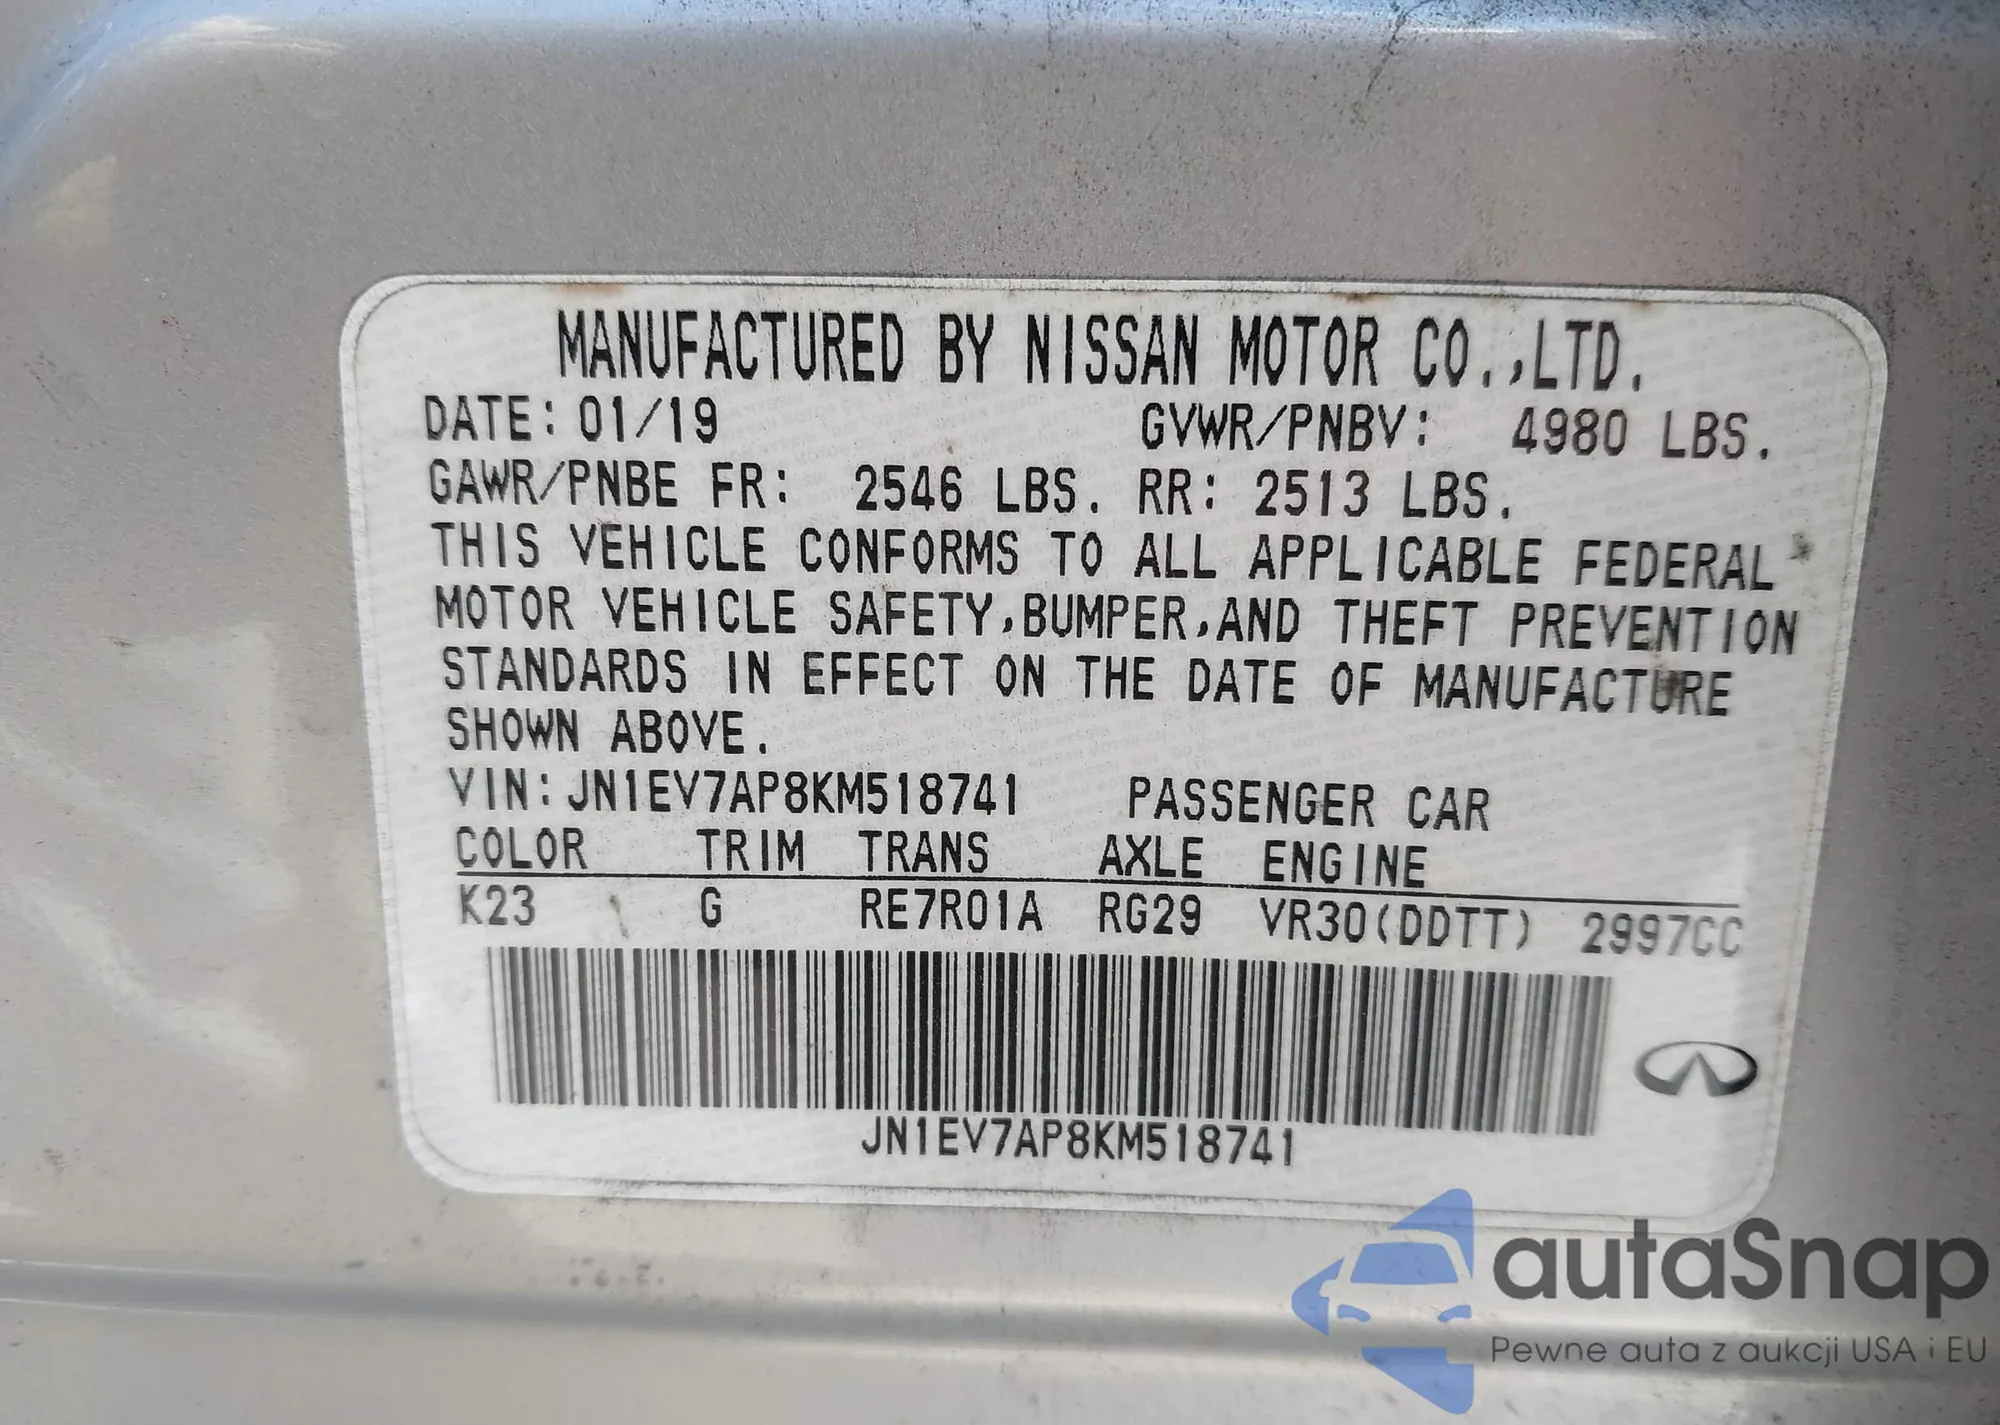 MANUFACTURED BY NISSAN MOTOR CO.,LTD.
DATE: 01/19 GVWR/PNBV: 4980 LBS.
GAWR/PNBE FR: 2546 LBS. RR: 2513 LBS.
THIS VEHICLE CONFORMS TO ALL APPLICABLE FEDERAL
MOTOR VEHICLE SAFETY,BUMPER,AND THEFT PREVENTION
STANDARDS IN EFFECT ON THE DATE OF MANUFACTURE
SHOWN ABOVE.
VIN:JN1EV7AP8KM518741 PASSENGER CAR
COLOR TRIM TRANS AXLE ENGINE
K23 G RE7R01A RG29 VR30(DDTT) 2997CC
JN1EV7AP8KM518741
autaSnap
Pewne auta z aukcji USA i EU